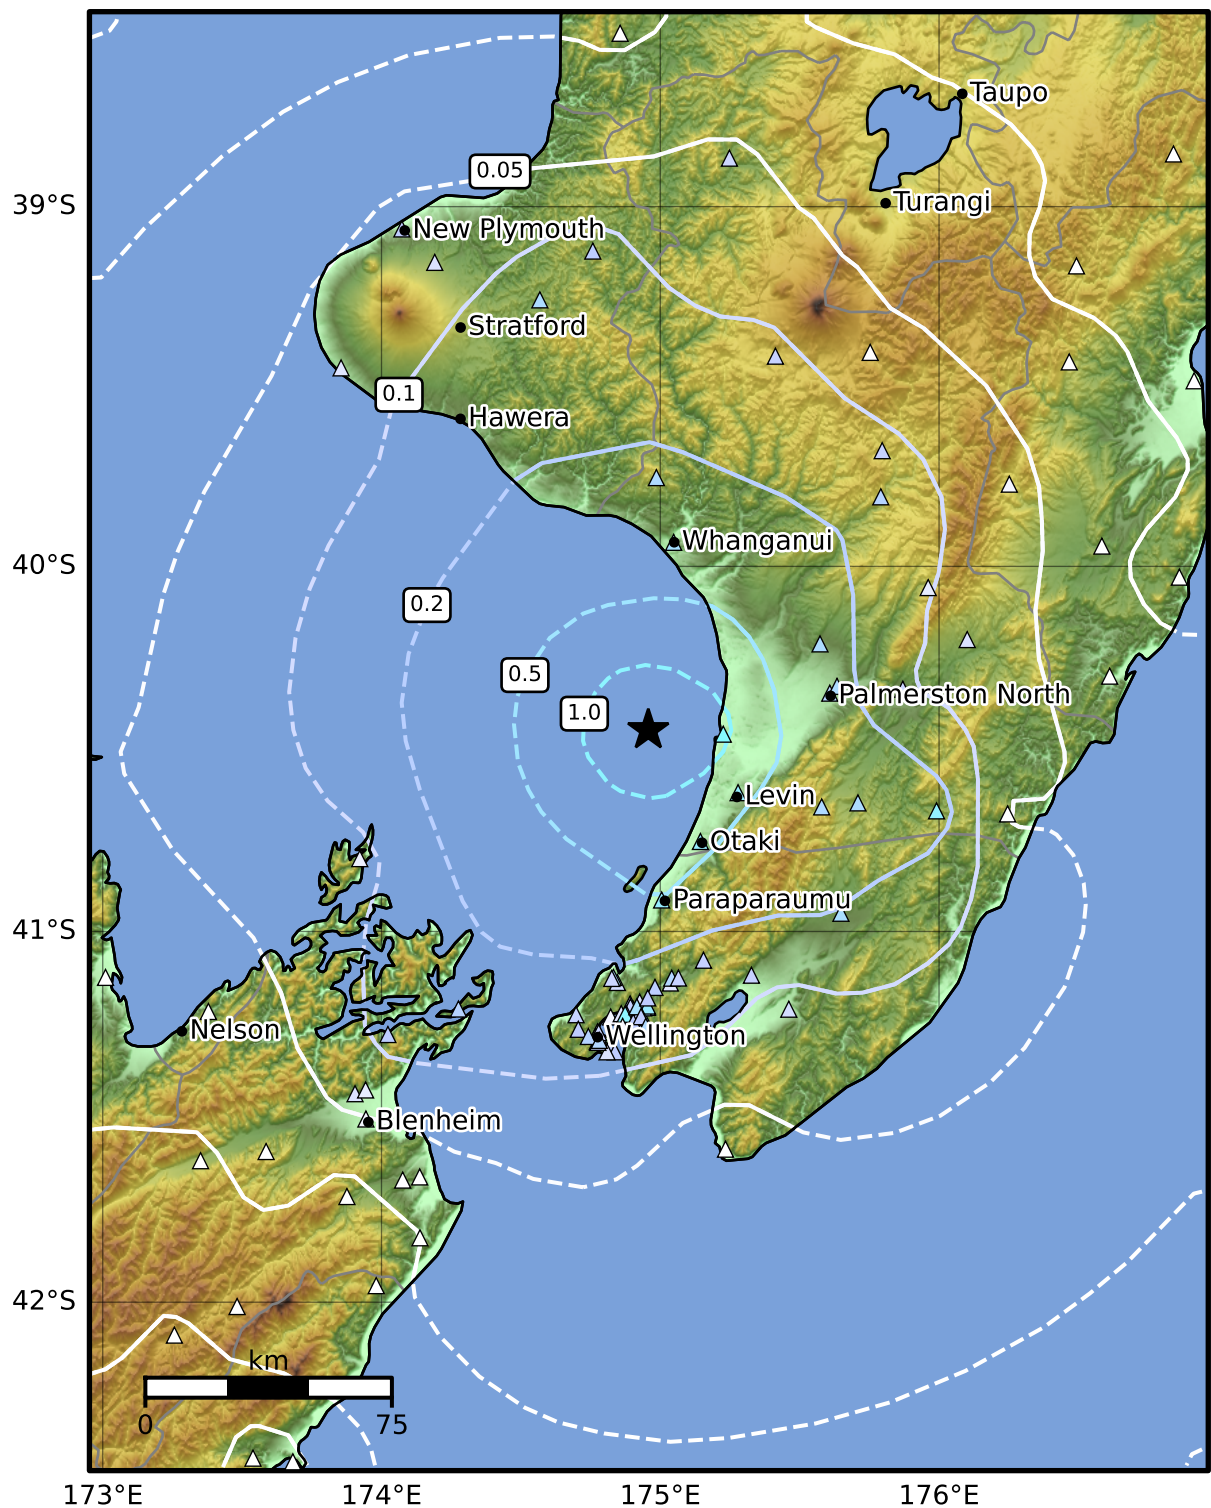 Taupo
0.05
39°S
Turangi
New Plymouth
Stratford
0.1
Hawera
Whanganui
40°S
0.2
0.5
Palmerston North
1.0
Levin
Otaki
Paraparaumu
41°S
Nelson
Wellington
Blenheim
42°S
km
0
75
173°E
174°E
175°E
176°E